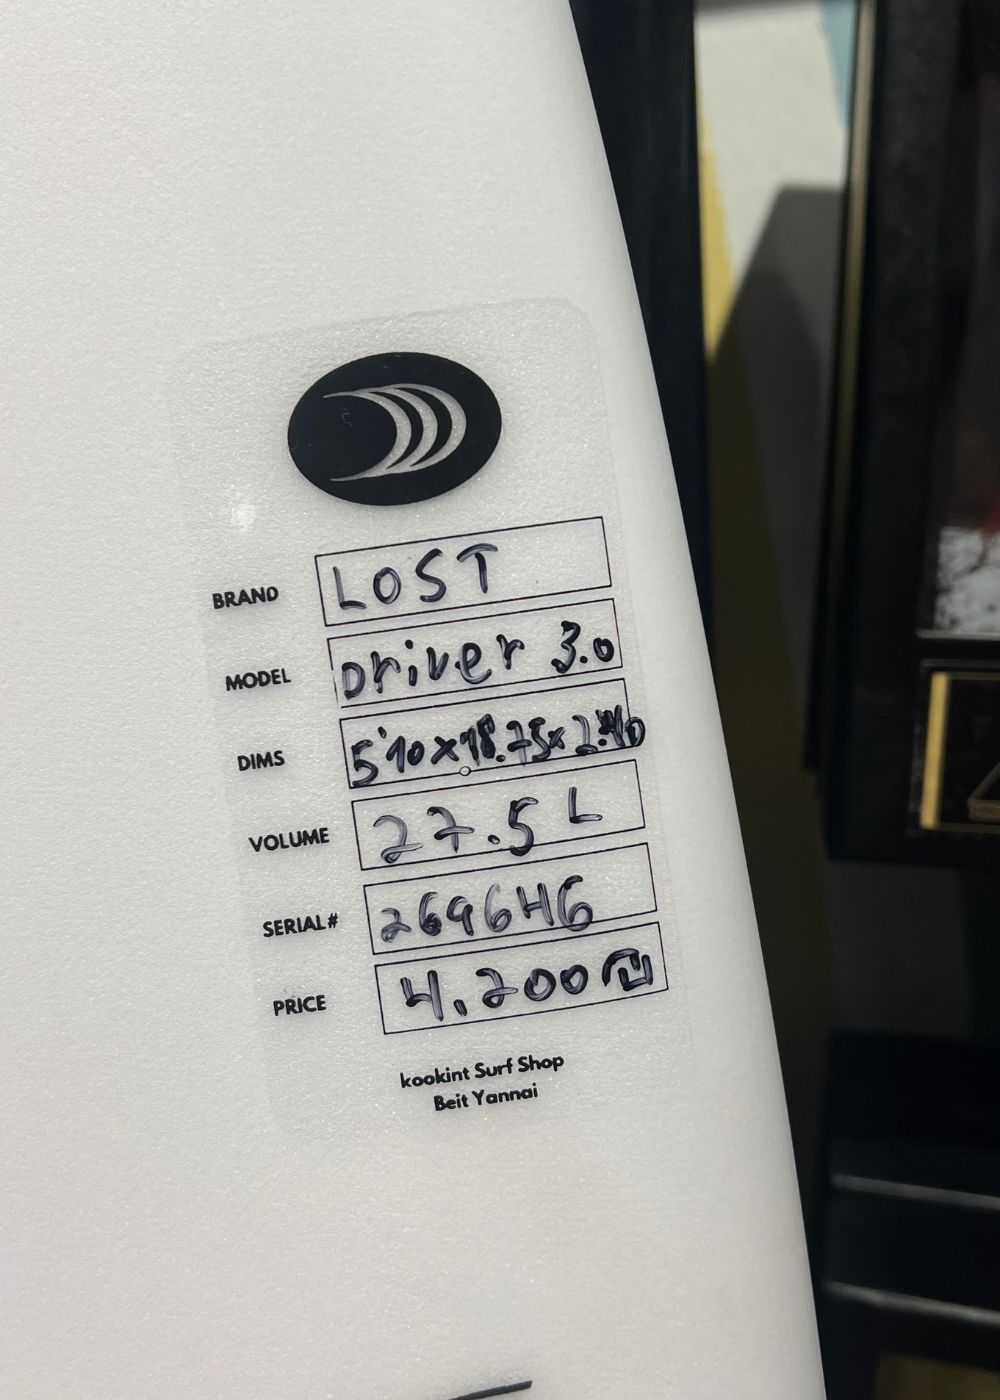 BRAND LOST
MODEL Driver 3.0
DIMS 5'10 x 18.75 x 2.40
VOLUME 27.5 L
SERIAL# 269646
PRICE 4.200 ₪
kookint Surf Shop
Beit Yannai